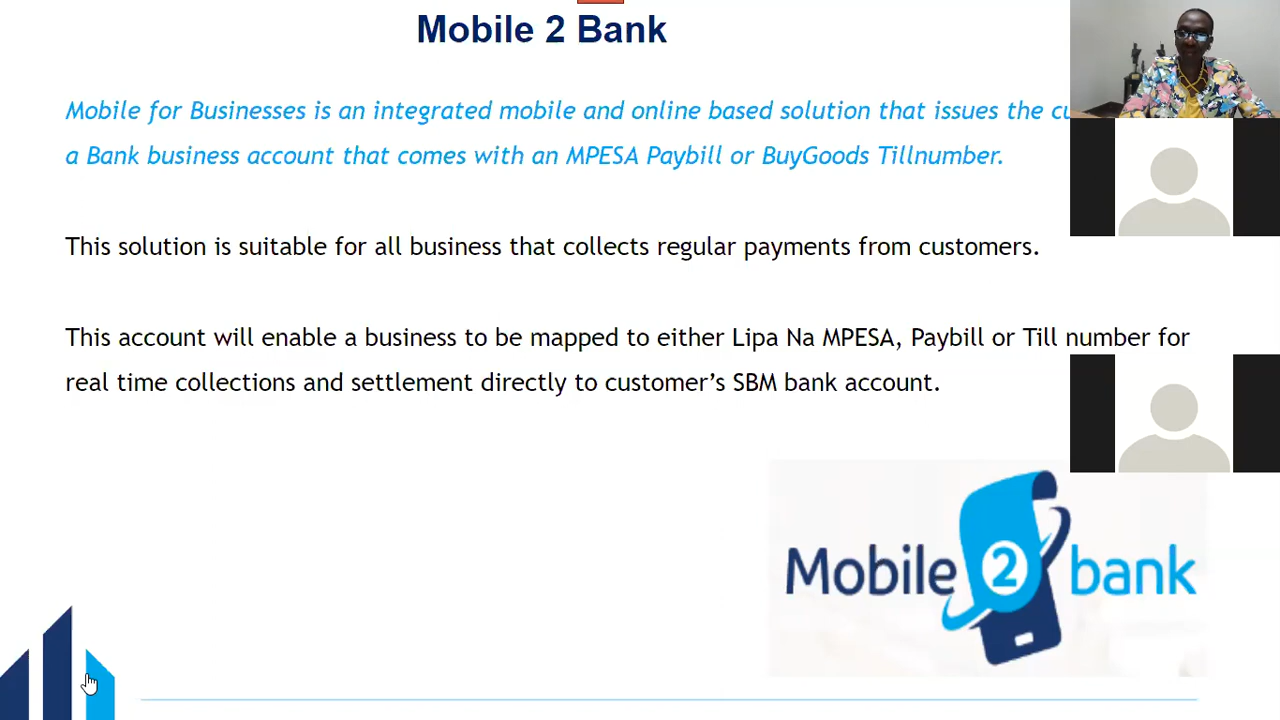 Mobile 2 Bank
Mobile for Businesses is an integrated mobile and online based solution that issues the
a Bank business account that comes with an MPESA Paybill or BuyGoods Tillnumber.
This solution is suitable for all business that collects regular payments from customers.
This account will enable a business to be mapped to either Lipa Na MPESA, Paybill or Till number for
real time collections and settlement directly to customer’s SBM bank account.
Mobile 2 bank